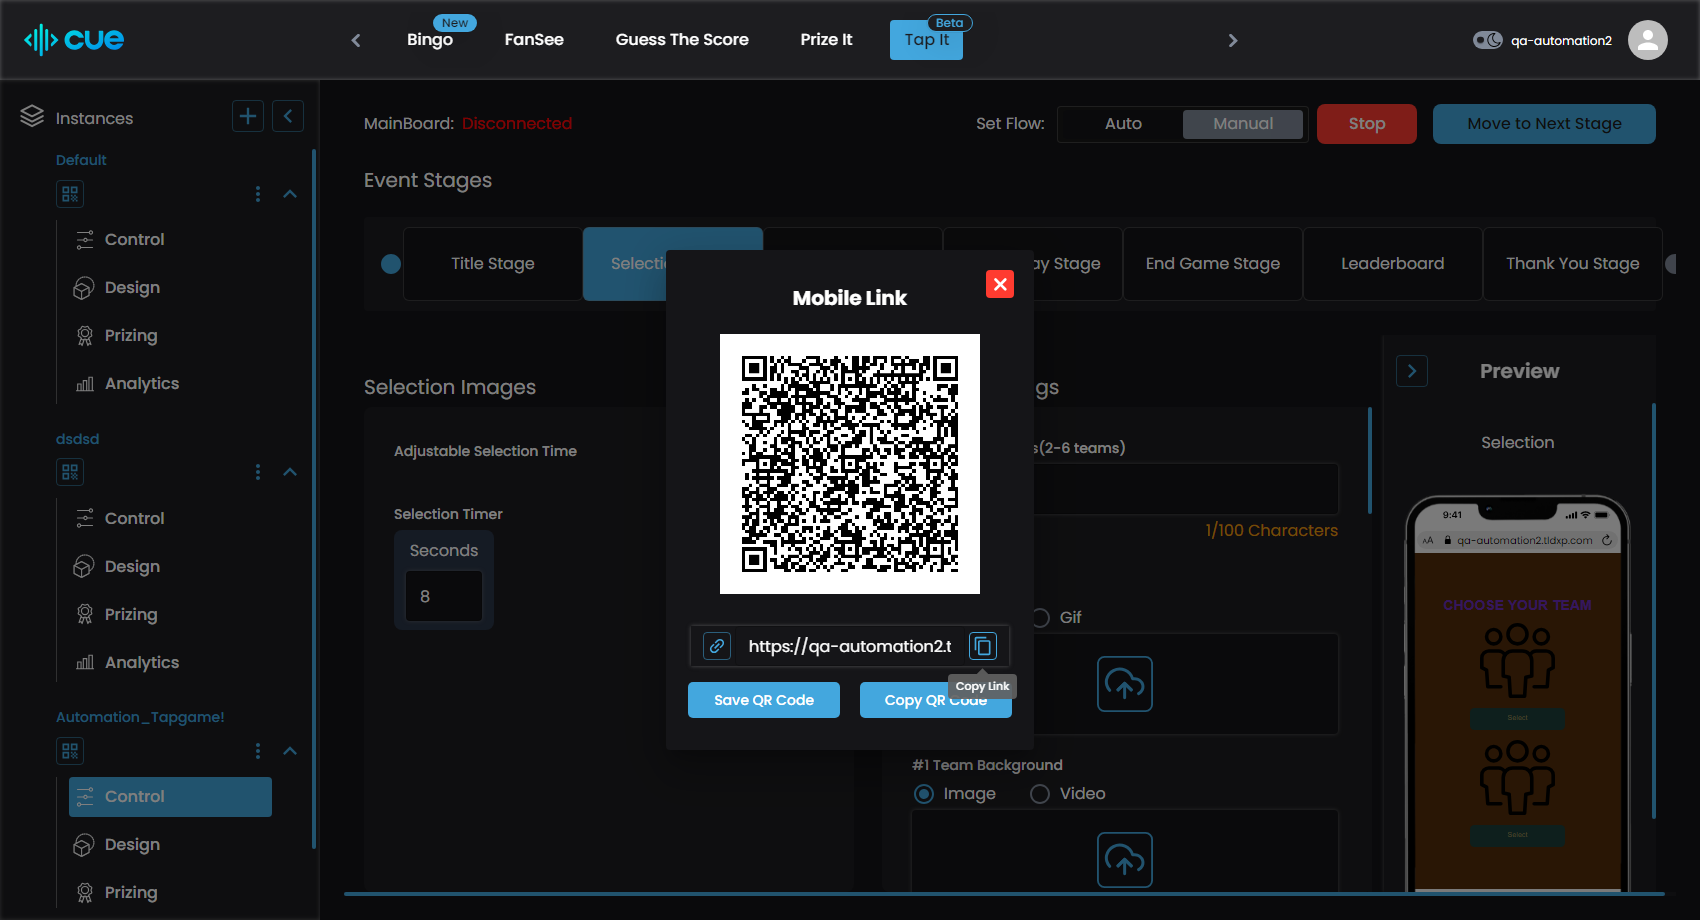 cue
New
Bingo
FanSee
Guess The Score
Prize It
Beta
Tap It
qa-automation2
Instances
Default
Control
Design
Prizing
Analytics
dsdsd
Control
Design
Prizing
Analytics
Automation_Tapgame!
Control
Design
Prizing
MainBoard: Disconnected
Set Flow:
Auto
Manual
Stop
Move to Next Stage
Event Stages
Title Stage
Selecti
ay Stage
End Game Stage
Leaderboard
Thank You Stage
Mobile Link
https://qa-automation2.t
Copy Link
Save QR Code
Copy QR Code
Selection Images
Adjustable Selection Time
Selection Timer
Seconds
8
gs
s(2-6 teams)
1/100 Characters
Gif
#1 Team Background
Image
Video
Preview
Selection
9:41
AA
qa-automation2.tldxp.com
CHOOSE YOUR TEAM
Select
Select